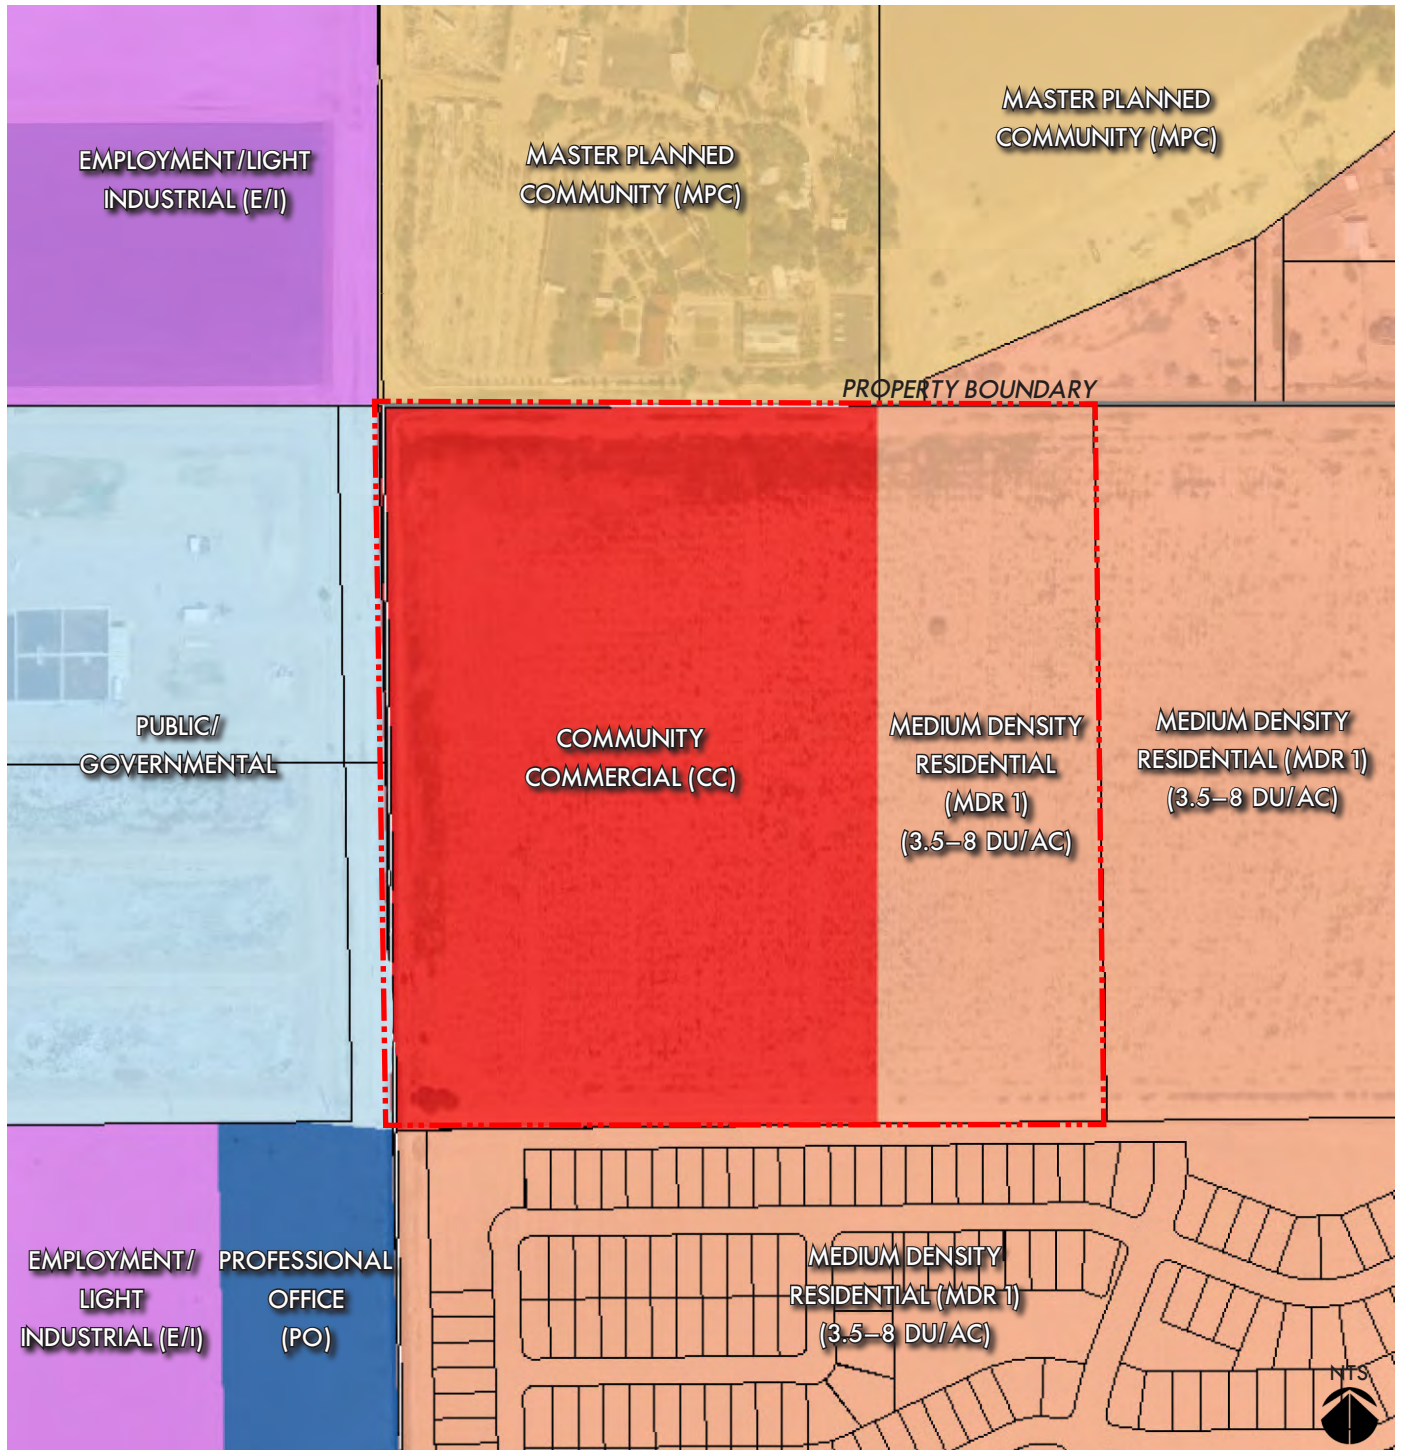 MASTER PLANNED
COMMUNITY (MPC)
EMPLOYMENT/LIGHT
INDUSTRIAL (E/I)
MASTER PLANNED
COMMUNITY (MPC)
PROPERTY BOUNDARY
PUBLIC/
GOVERNMENTAL
COMMUNITY
COMMERCIAL (CC)
MEDIUM DENSITY
RESIDENTIAL
(MDR 1)
(3.5–8 DU/AC)
MEDIUM DENSITY
RESIDENTIAL (MDR 1)
(3.5–8 DU/AC)
EMPLOYMENT/
LIGHT
INDUSTRIAL (E/I)
PROFESSIONAL
OFFICE
(PO)
MEDIUM DENSITY
RESIDENTIAL (MDR 1)
(3.5–8 DU/AC)
NTS